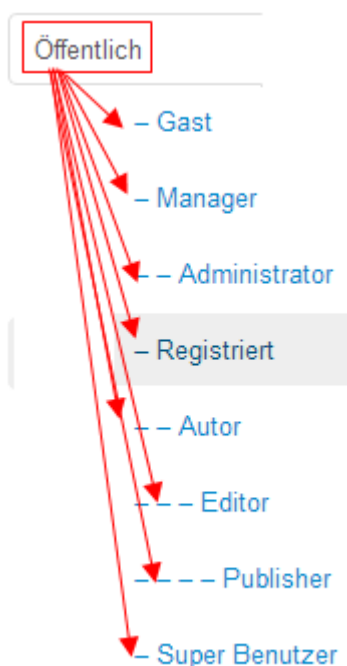 Öffentlich
– Gast
– Manager
– – Administrator
– Registriert
– – Autor
– – – Editor
– – – – Publisher
– Super Benutzer